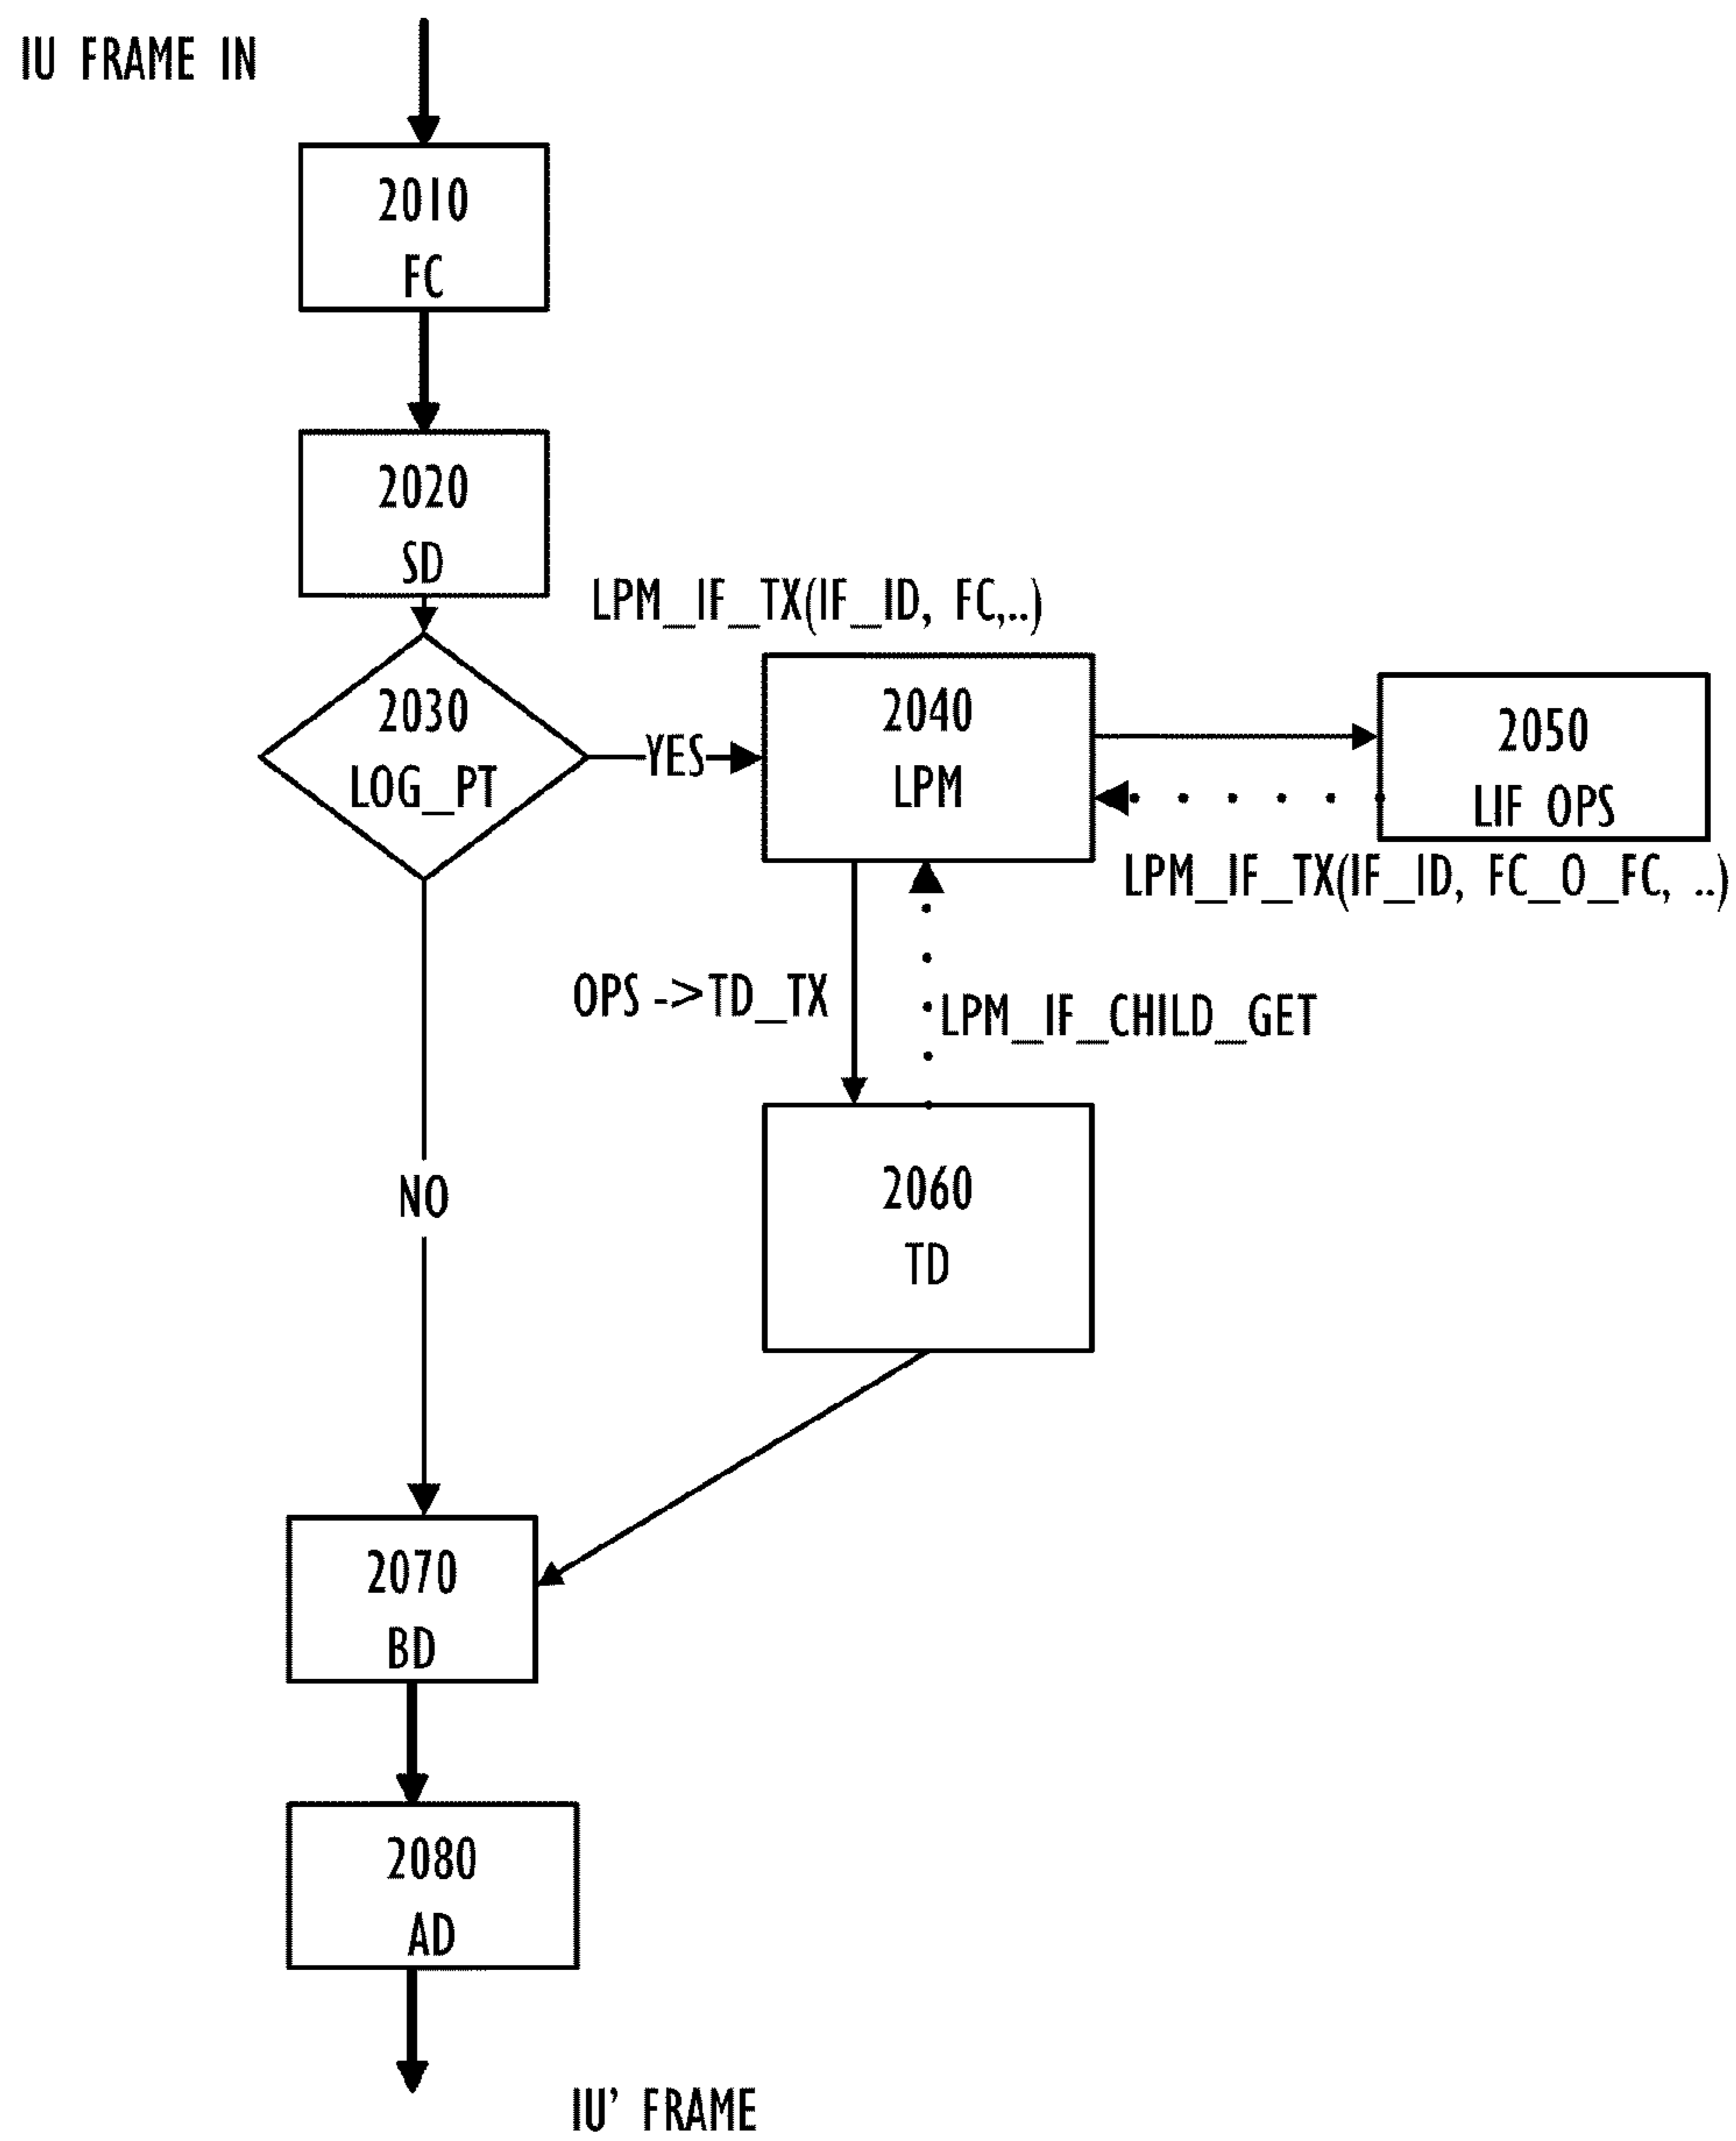 IU FRAME IN
2010
FC
2020
SD
LPM_IF_TX(IF_ID, FC,..)
2030
LOG_PT
YES
2040
LPM
2050
LIF OPS
LPM_IF_TX(IF_ID, FC_O_FC, ..)
OPS ->TD_TX
LPM_IF_CHILD_GET
NO
2060
TD
2070
BD
2080
AD
IU' FRAME